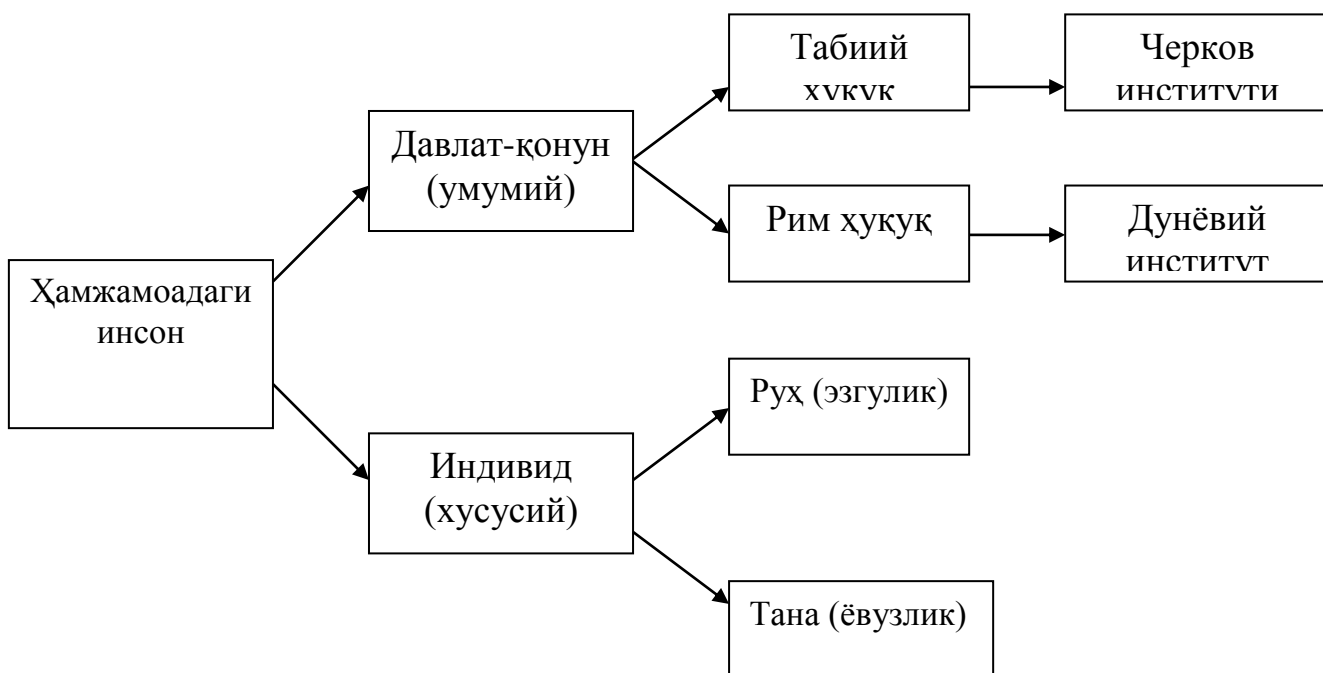 Табиий
ҳуқуқ
Черков
институти
Давлат-қонун
(умумий)
Рим ҳуқуқ
Дунёвий
институт
Ҳамжамоадаги
инсон
Руҳ (эзгулик)
Индивид
(хусусий)
Тана (ёвузлик)